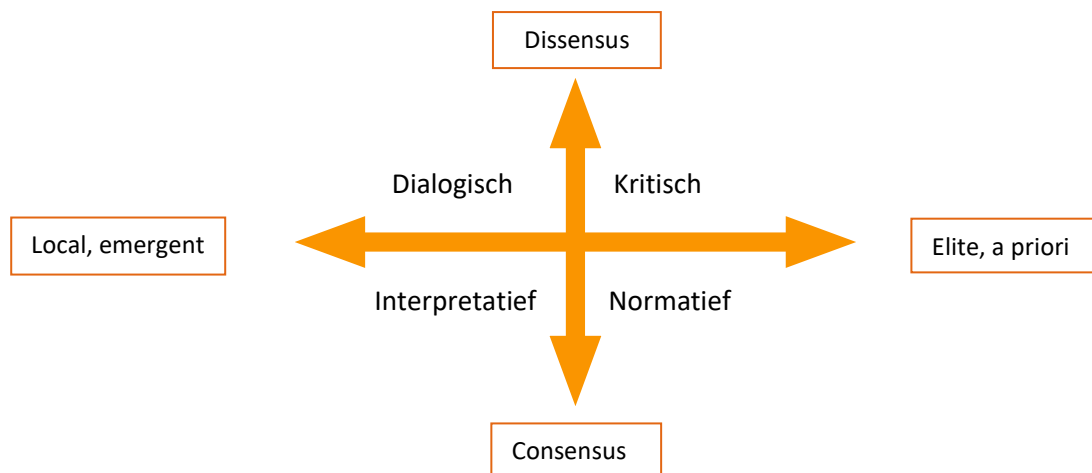 Dissensus
Dialogisch
Kritisch
Local, emergent
Elite, a priori
Interpretatief
Normatief
Consensus